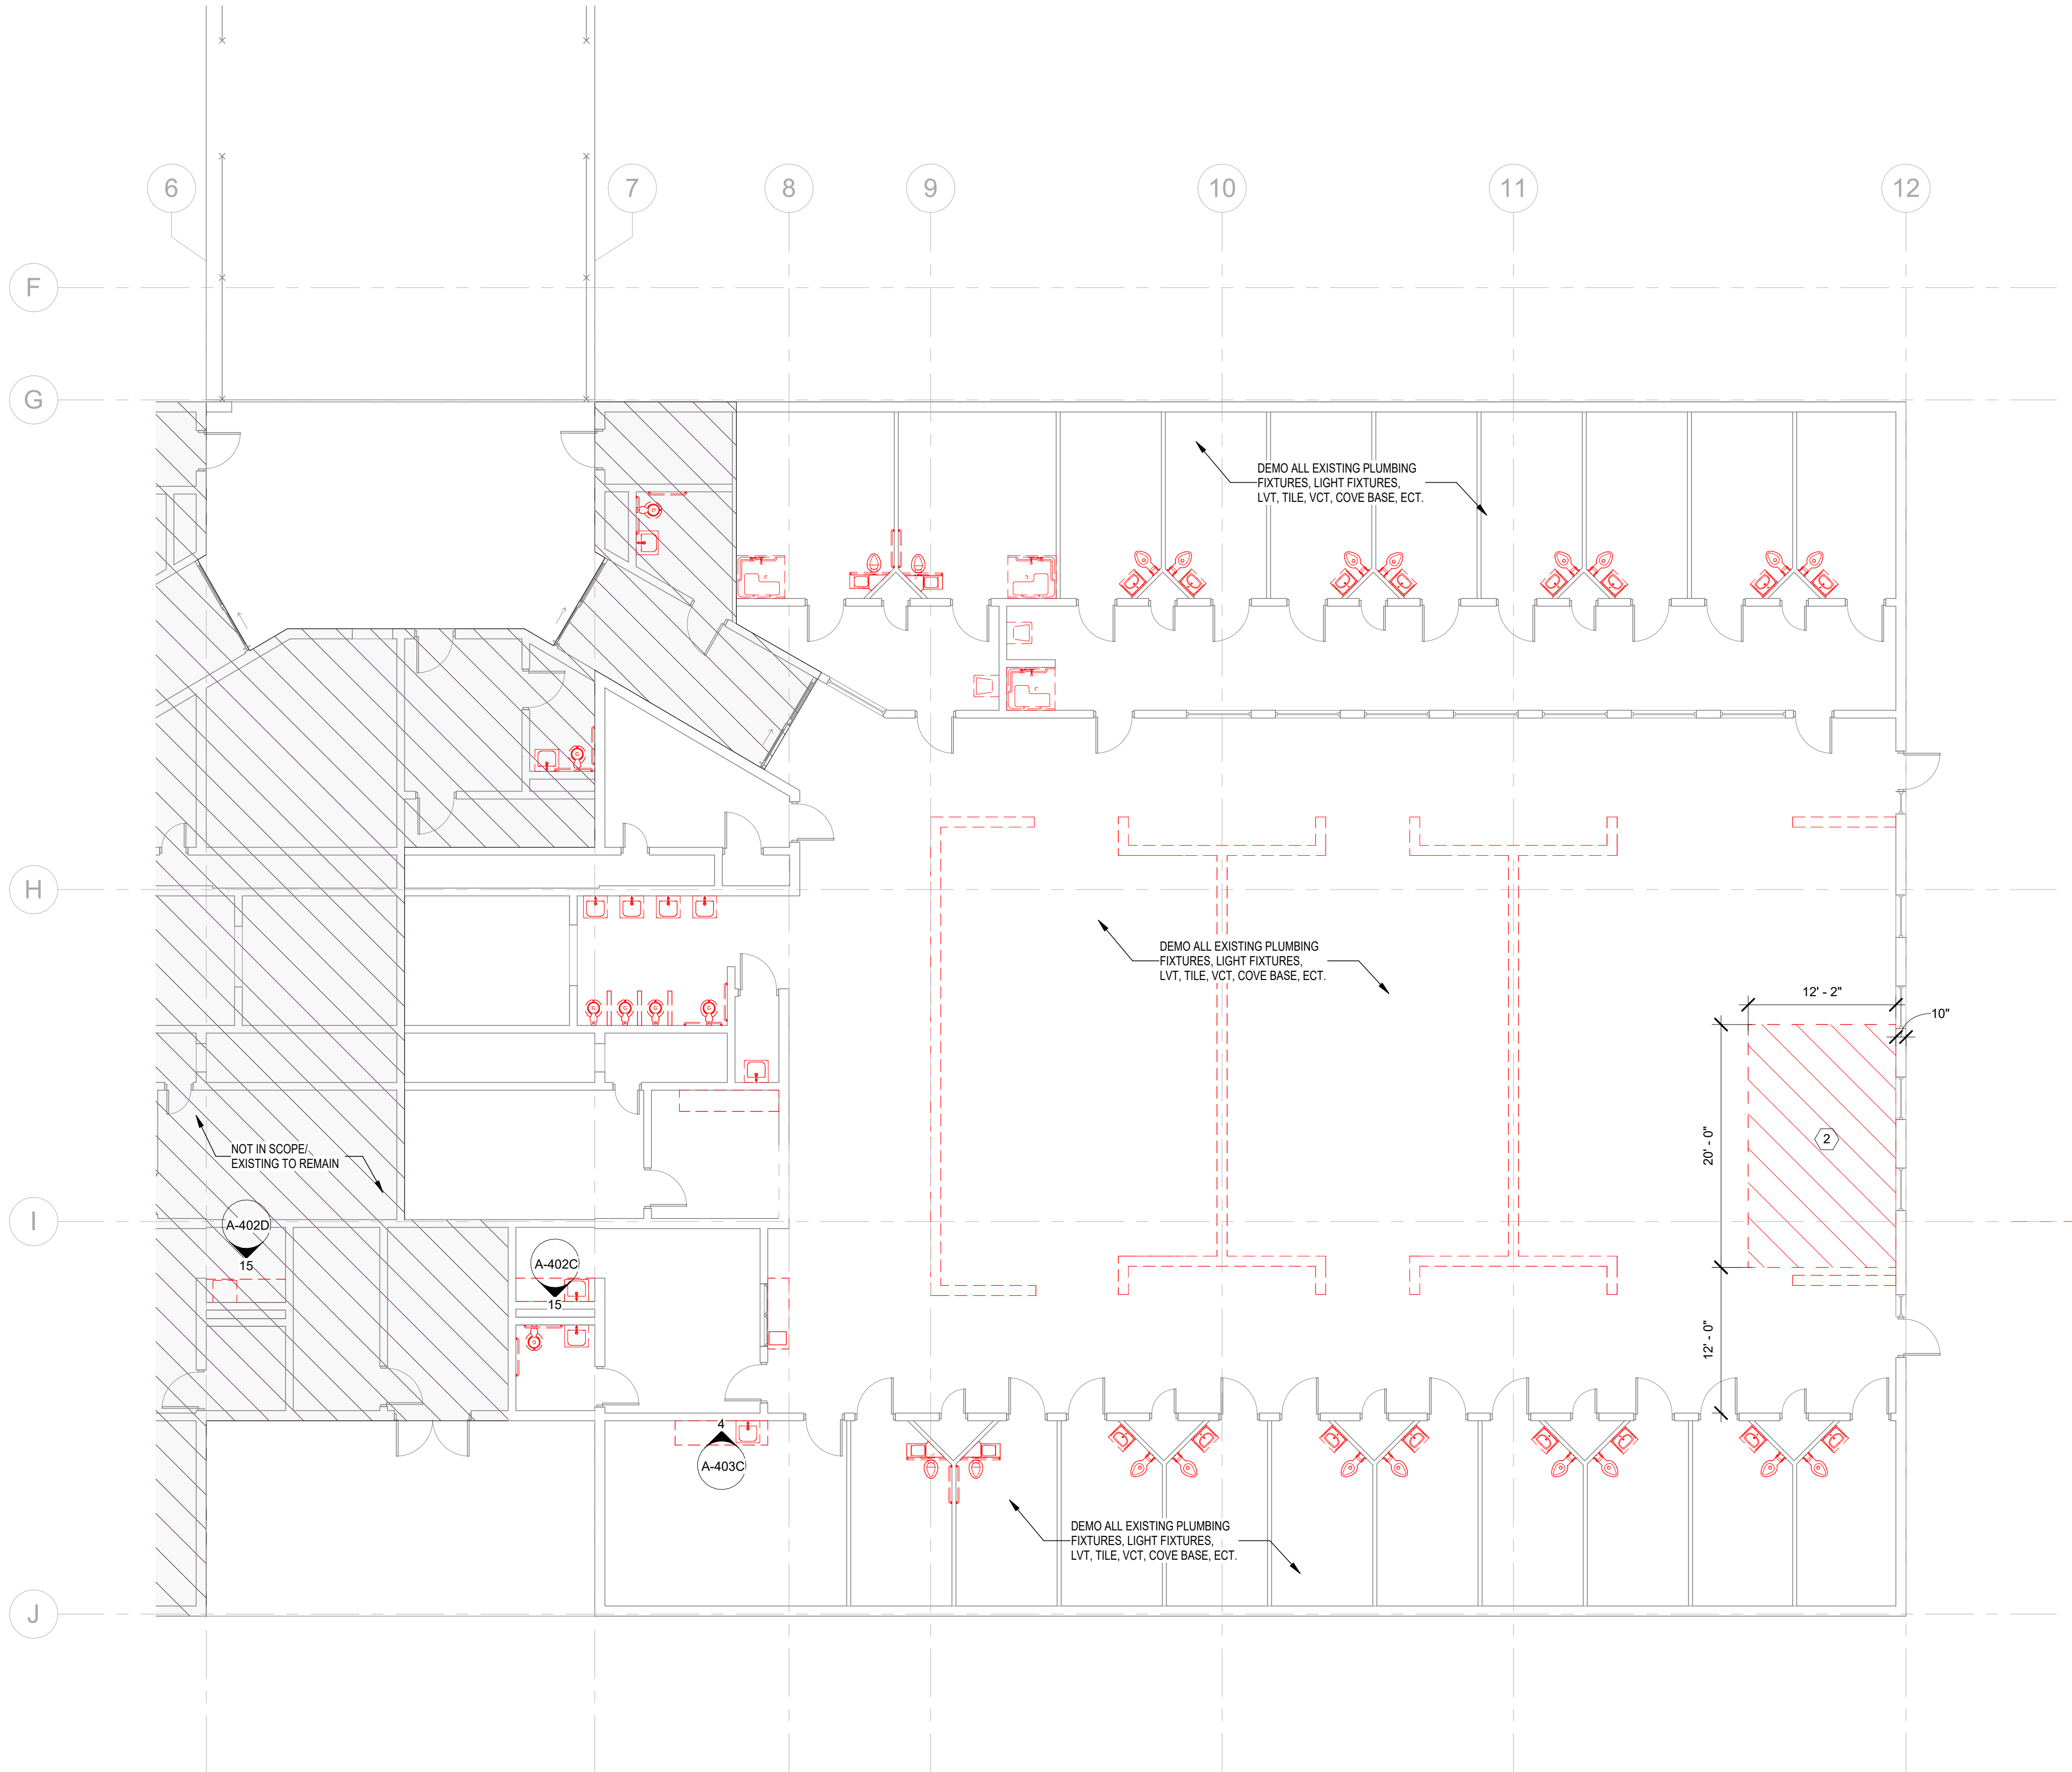 6
7
8
9
10
11
12
F
G
DEMO ALL EXISTING PLUMBING
FIXTURES, LIGHT FIXTURES,
LVT, TILE, VCT, COVE BASE, ECT.
H
DEMO ALL EXISTING PLUMBING
FIXTURES, LIGHT FIXTURES,
LVT, TILE, VCT, COVE BASE, ECT.
12' - 2"
10"
20' - 0"
2
NOT IN SCOPE/
EXISTING TO REMAIN
I
A-402D
15
A-402C
15
12' - 0"
4
A-403C
DEMO ALL EXISTING PLUMBING
FIXTURES, LIGHT FIXTURES,
LVT, TILE, VCT, COVE BASE, ECT.
J